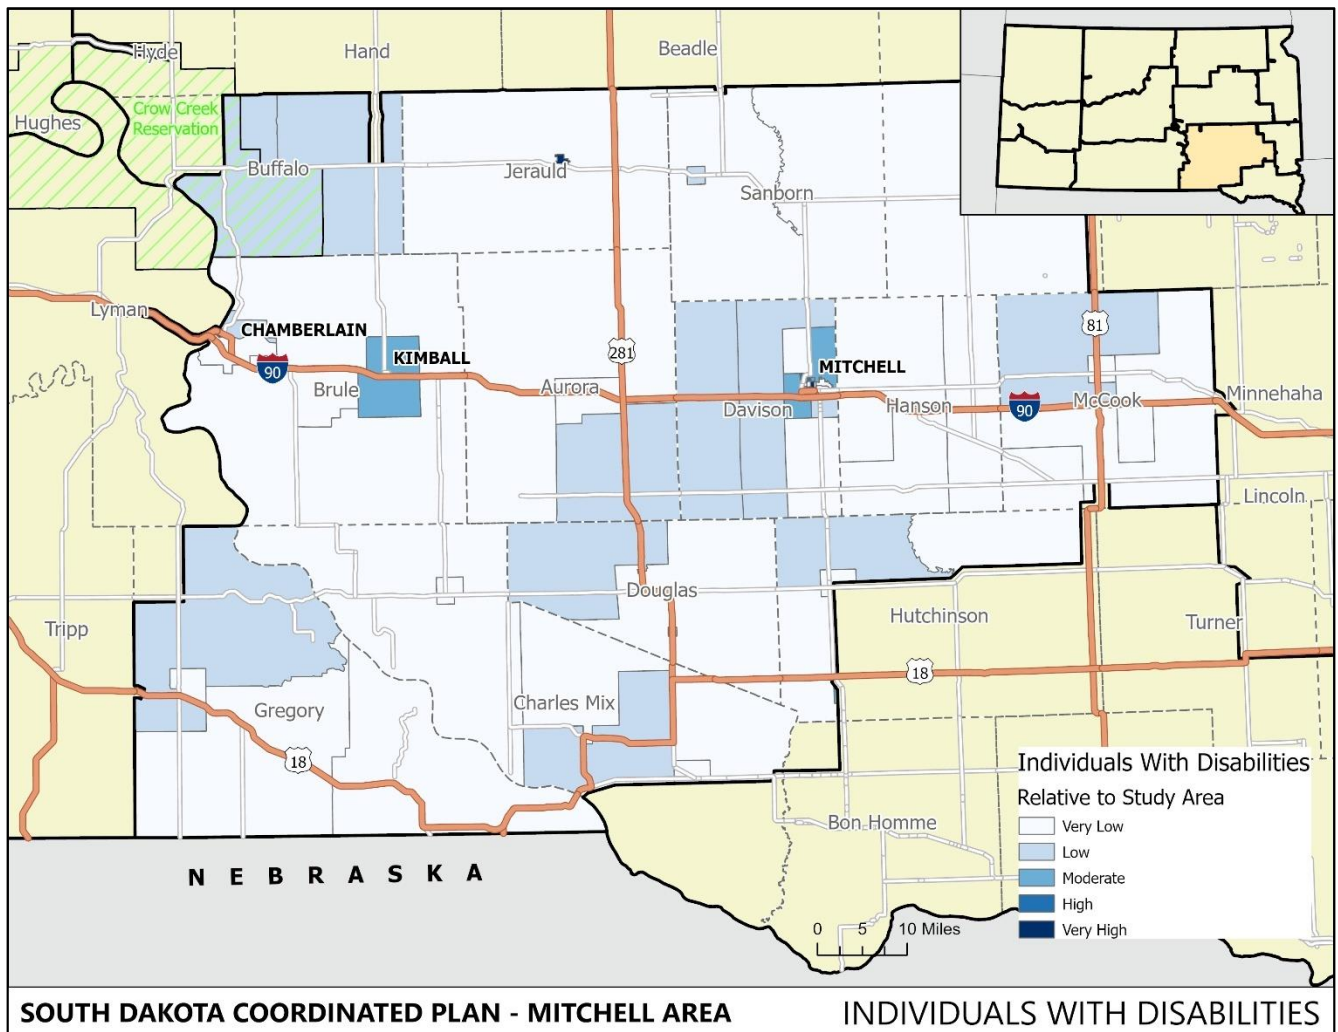 Hyde
Hand
Beadle
Crow Creek
Reservation
Hughes
Buffalo
Jerauld
Sanborn
Lyman
CHAMBERLAIN
281
81
KIMBALL
MITCHELL
90
Brule
Aurora
Davison
Hanson
90
McCook
Minnehaha
Lincoln
Douglas
Hutchinson
Turner
Tripp
18
Charles Mix
Gregory
18
Bon Homme
NEBRASKA
Individuals With Disabilities
Relative to Study Area
Very Low
Low
Moderate
High
Very High
0 5 10 Miles
SOUTH DAKOTA COORDINATED PLAN - MITCHELL AREA
INDIVIDUALS WITH DISABILITIES